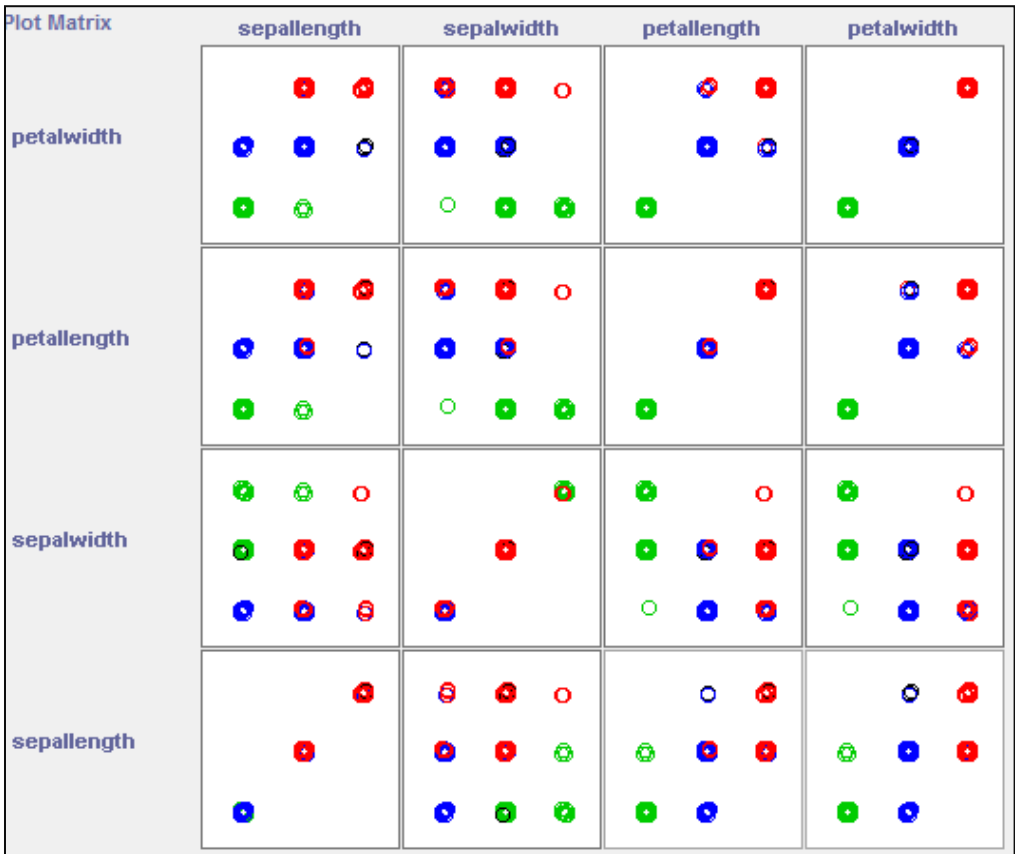 Plot Matrix
sepallength sepalwidth petallength petalwidth
petalwidth
petallength
sepalwidth
sepallength